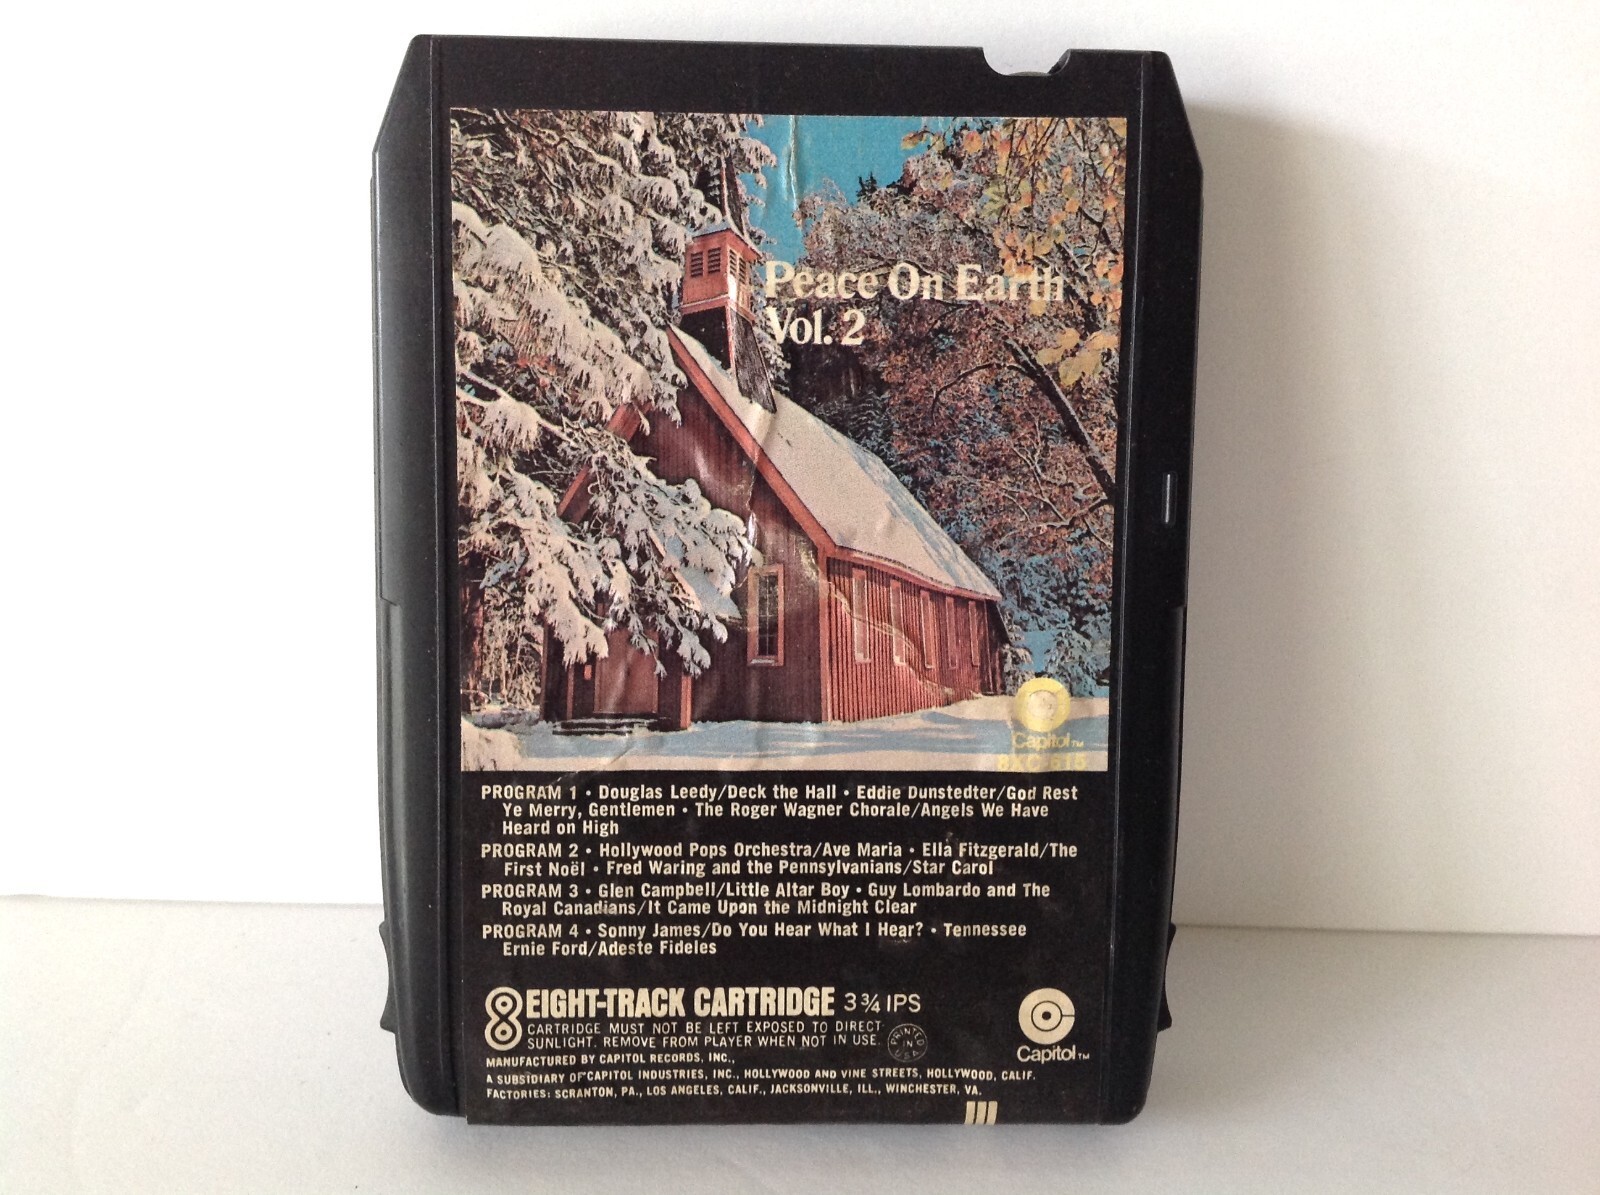 Peace On Earth
Vol. 2
Capitol™
8XC-615
PROGRAM 1 • Douglas Leedy/Deck the Hall • Eddie Dunstedter/God Rest
Ye Merry, Gentlemen • The Roger Wagner Chorale/Angels We Have
Heard on High
PROGRAM 2 • Hollywood Pops Orchestra/Ave Maria • Ella Fitzgerald/The
First Noël • Fred Waring and the Pennsylvanians/Star Carol
PROGRAM 3 • Glen Campbell/Little Altar Boy • Guy Lombardo and The
Royal Canadians/It Came Upon the Midnight Clear
PROGRAM 4 • Sonny James/Do You Hear What I Hear? • Tennessee
Ernie Ford/Adeste Fideles
8 EIGHT-TRACK CARTRIDGE 3¾ IPS
CARTRIDGE MUST NOT BE LEFT EXPOSED TO DIRECT
SUNLIGHT. REMOVE FROM PLAYER WHEN NOT IN USE.
PRINTED IN USA
Capitol™
MANUFACTURED BY CAPITOL RECORDS, INC.,
A SUBSIDIARY OF CAPITOL INDUSTRIES, INC., HOLLYWOOD AND VINE STREETS, HOLLYWOOD, CALIF.
FACTORIES: SCRANTON, PA., LOS ANGELES, CALIF., JACKSONVILLE, ILL., WINCHESTER, VA.